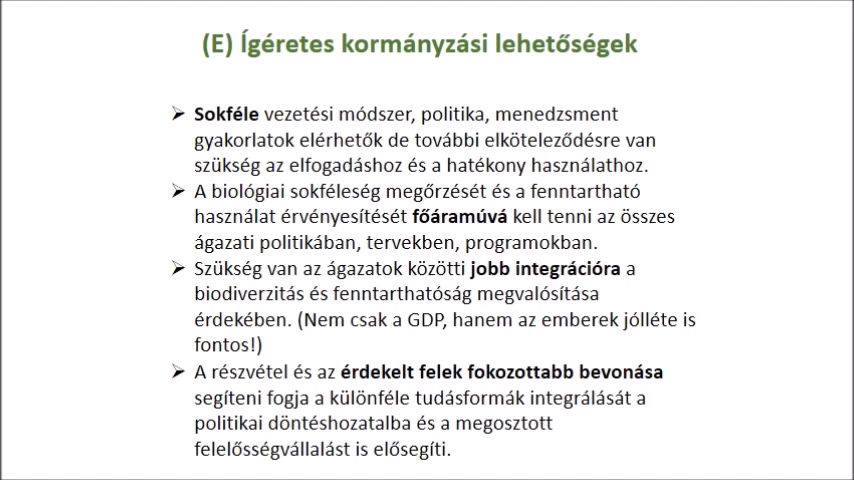 (E) Ígéretes kormányzási lehetőségek
➢ Sokféle vezetési módszer, politika, menedzsment
gyakorlatok elérhetők de további elköteleződésre van
szükség az elfogadáshoz és a hatékony használathoz.
➢ A biológiai sokféleség megőrzését és a fenntartható
használat érvényesítését főáramúvá kell tenni az összes
ágazati politikában, tervekben, programokban.
➢ Szükség van az ágazatok közötti jobb integrációra a
biodiverzitás és fenntarthatóság megvalósítása
érdekében. (Nem csak a GDP, hanem az emberek jólléte is
fontos!)
➢ A részvétel és az érdekelt felek fokozottabb bevonása
segíteni fogja a különféle tudásformák integrálását a
politikai döntéshozatalba és a megosztott
felelősségvállalást is elősegíti.